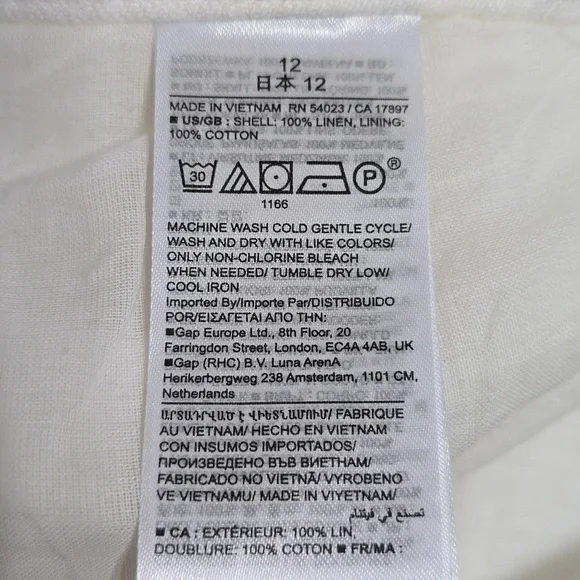 12
日本 12
MADE IN VIETNAM RN 54023 / CA 17897
■ US/GB : SHELL: 100% LINEN, LINING:
100% COTTON
30 P ®
1166
MACHINE WASH COLD GENTLE CYCLE/
WASH AND DRY WITH LIKE COLORS/
ONLY NON-CHLORINE BLEACH
WHEN NEEDED/ TUMBLE DRY LOW/
COOL IRON
Imported By/Importe Par/DISTRIBUIDO
POR/ΕΙΣΑΓΕΤΑΙ ΑΠΟ ΤΗΝ:
■Gap Europe Ltd., 8th Floor, 20
Farringdon Street, London, EC4A 4AB, UK
■Gap (RHC) B.V. Luna ArenA
Herikerbergweg 238 Amsterdam, 1101 CM,
Netherlands
ԱՐՏԱԴՐՎԱԾ Է ՎԻԵՏՆԱՄՈՒՄ/ FABRIQUE
AU VIETNAM/ HECHO EN VIETNAM
CON INSUMOS IMPORTADOS/
ПРОИЗВЕДЕНО ВЪВ ВИЕТНАМ/
FABRICADO NO VIETNÃ/ VYROBENO
VE VIETNAMU/ MADE IN VIYETNAM/
تصنع في فيتنام
■ CA : EXTÉRIEUR: 100% LIN,
DOUBLURE: 100% COTON ■ FR/MA :